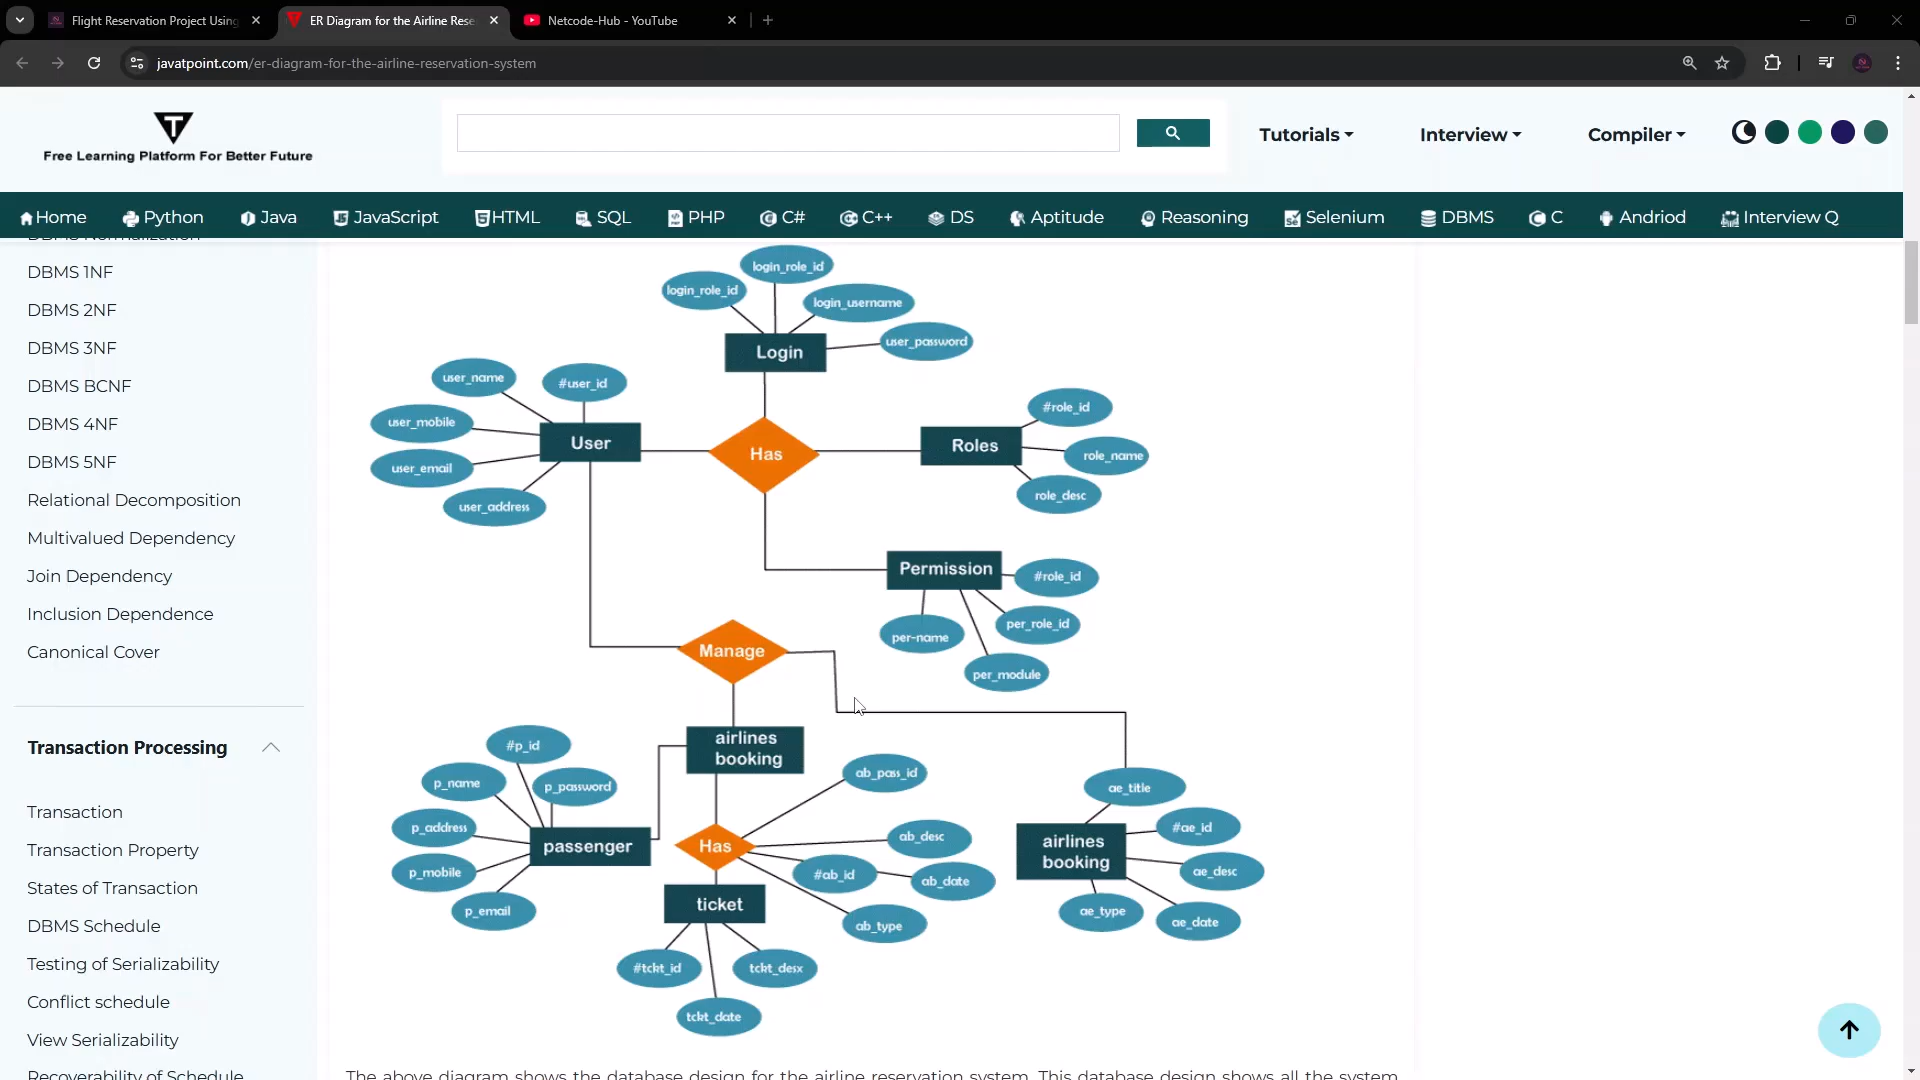 Flight Reservation Project Using
ER Diagram for the Airline Rese
Netcode-Hub - YouTube
javatpoint.com/er-diagram-for-the-airline-reservation-system
T
Free Learning Platform For Better Future
Tutorials
Interview
Compiler
Home
Python
Java
JavaScript
HTML
SQL
PHP
C#
C++
DS
Aptitude
Reasoning
Selenium
DBMS
C
Andriod
Interview Q
DBMS Normalization
DBMS 1NF
DBMS 2NF
DBMS 3NF
DBMS BCNF
DBMS 4NF
DBMS 5NF
Relational Decomposition
Multivalued Dependency
Join Dependency
Inclusion Dependence
Canonical Cover
Transaction Processing
Transaction
Transaction Property
States of Transaction
DBMS Schedule
Testing of Serializability
Conflict schedule
View Serializability
Recoverability of Schedule
login_role_id
login_role_id
login_username
user_password
Login
user_name
#user_id
user_mobile
user_email
user_address
User
Has
Roles
#role_id
role_name
role_desc
Permission
#role_id
per-name
per_role_id
per_module
Manage
airlines
booking
#p_id
p_name
p_password
p_address
p_mobile
p_email
passenger
Has
ab_pass_id
ab_desc
#ab_id
ab_date
ab_type
ticket
#tckt_id
tckt_desx
tckt_date
ae_title
airlines
booking
#ae_id
ae_desc
ae_type
ae_date
The above diagram shows the database design for the airline reservation system. This database design shows all the system